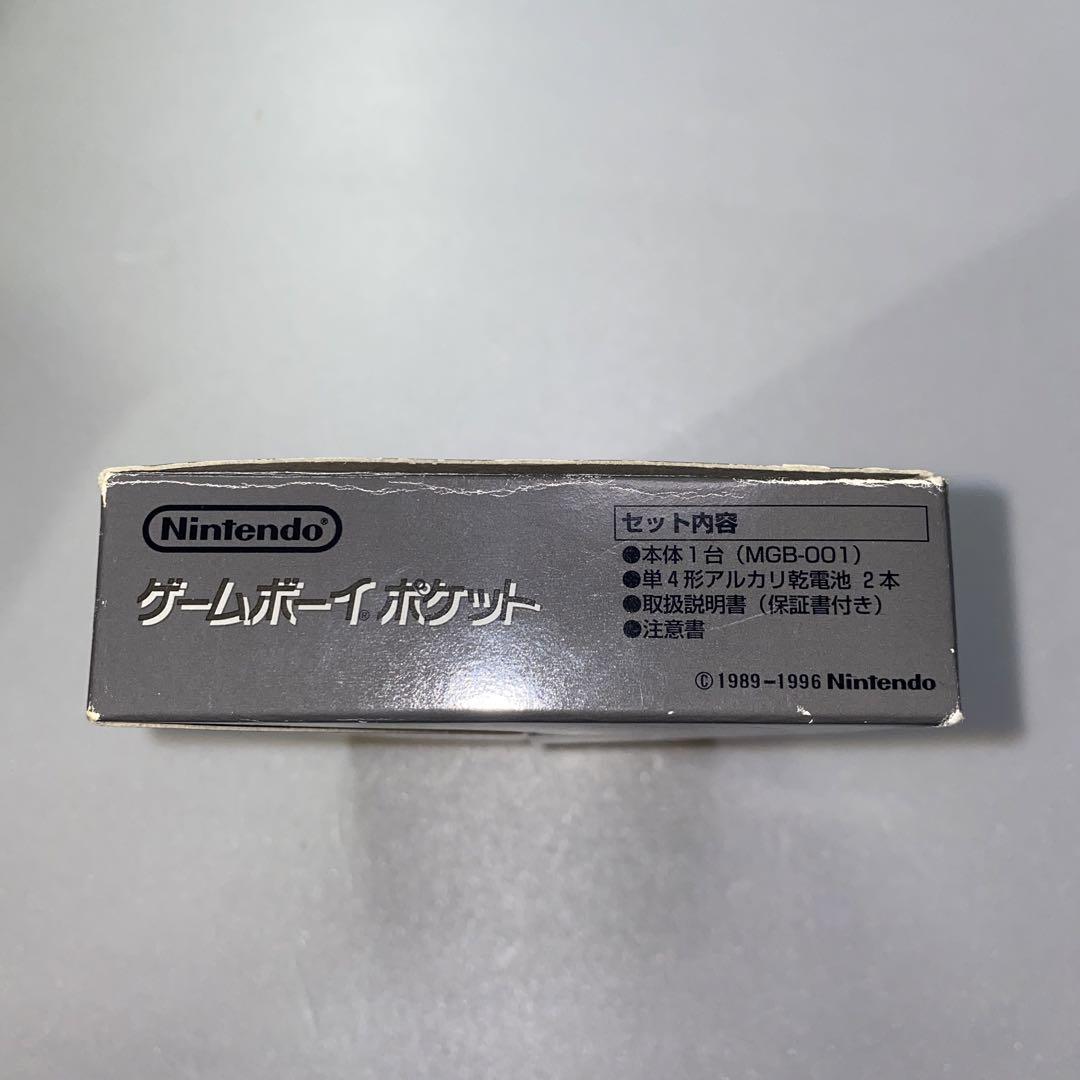 Nintendo®
ゲームボーイ®ポケット
セット内容
●本体1台（MGB-001）
●単4形アルカリ乾電池 2本
●取扱説明書（保証書付き）
●注意書
©1989-1996 Nintendo